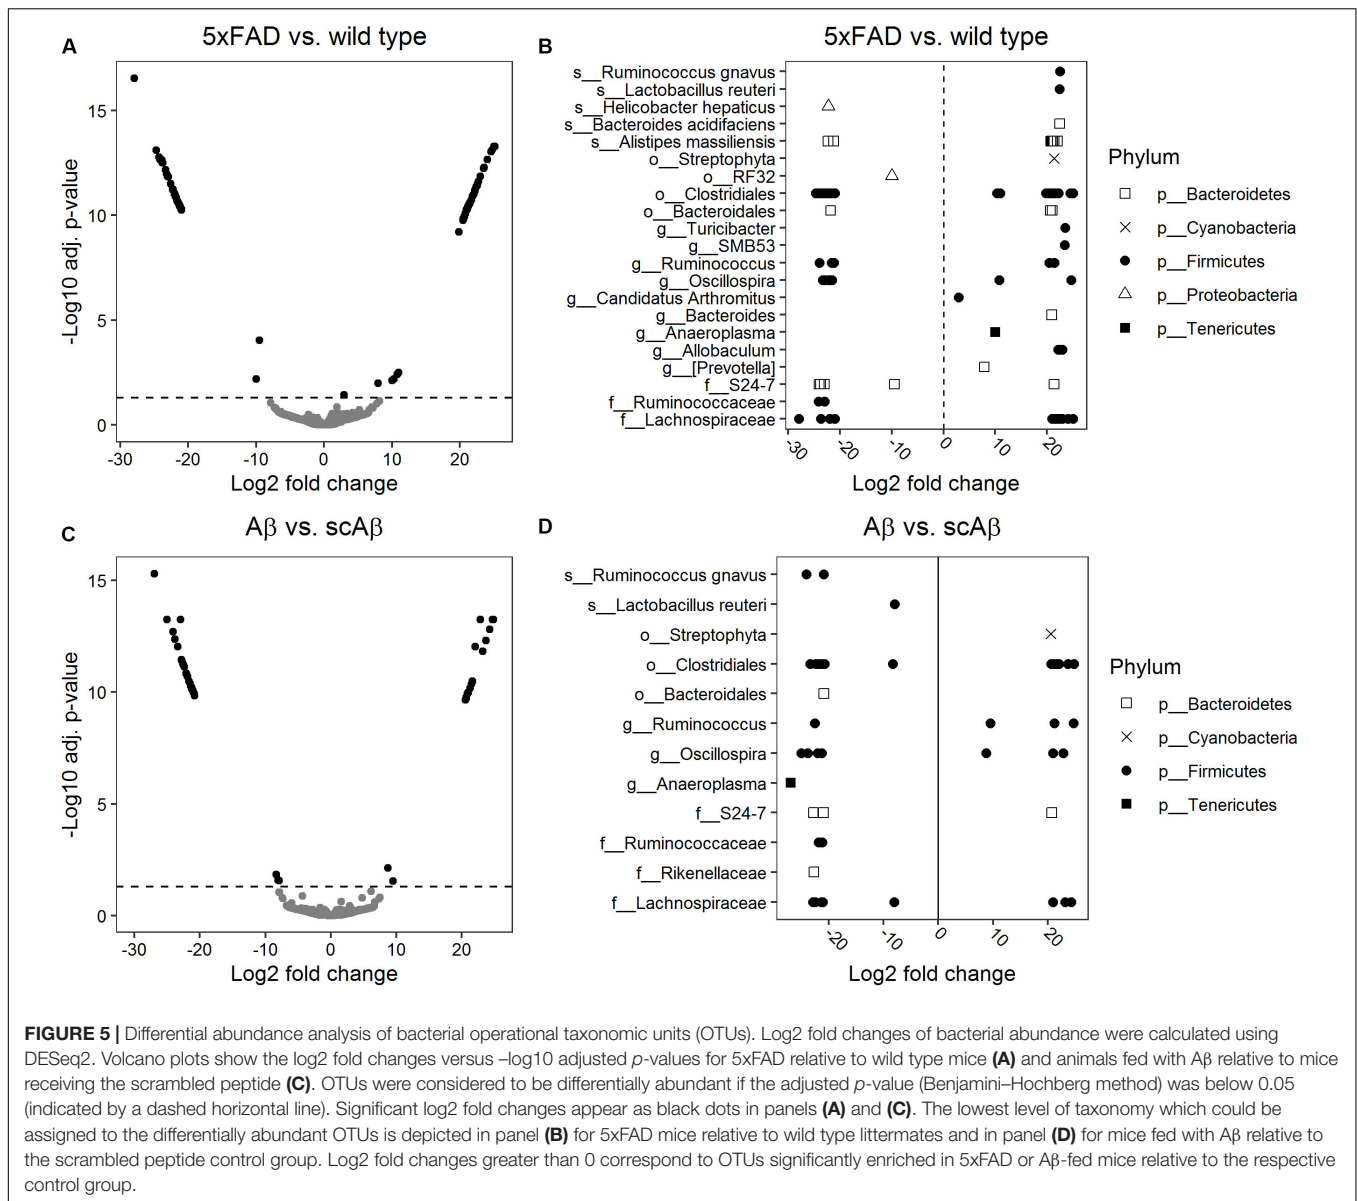 A
5xFAD vs. wild type
-Log10 adj. p-value
15
10
5
0
-30
-20
-10
0
10
20
Log2 fold change
B
5xFAD vs. wild type
s__Ruminococcus gnavus
s__Lactobacillus reuteri
s__Helicobacter hepaticus
s__Bacteroides acidifaciens
s__Alistipes massiliensis
o__Streptophyta
o__RF32
o__Clostridiales
o__Bacteroidales
g__Turicibacter
g__SMB53
g__Ruminococcus
g__Oscillospira
g__Candidatus Arthromitus
g__Bacteroides
g__Anaeroplasma
g__Allobaculum
g__[Prevotella]
f__S24-7
f__Ruminococcaceae
f__Lachnospiraceae
-30
-20
-10
0
10
20
Log2 fold change
Phylum
p__Bacteroidetes
p__Cyanobacteria
p__Firmicutes
p__Proteobacteria
p__Tenericutes
C
Aβ vs. scAβ
-Log10 adj. p-value
15
10
5
0
-30
-20
-10
0
10
20
Log2 fold change
D
Aβ vs. scAβ
s__Ruminococcus gnavus
s__Lactobacillus reuteri
o__Streptophyta
o__Clostridiales
o__Bacteroidales
g__Ruminococcus
g__Oscillospira
g__Anaeroplasma
f__S24-7
f__Ruminococcaceae
f__Rikenellaceae
f__Lachnospiraceae
-20
-10
0
10
20
Log2 fold change
Phylum
p__Bacteroidetes
p__Cyanobacteria
p__Firmicutes
p__Tenericutes
FIGURE 5 | Differential abundance analysis of bacterial operational taxonomic units (OTUs). Log2 fold changes of bacterial abundance were calculated using
DESeq2. Volcano plots show the log2 fold changes versus –log10 adjusted p-values for 5xFAD relative to wild type mice (A) and animals fed with Aβ relative to mice
receiving the scrambled peptide (C). OTUs were considered to be differentially abundant if the adjusted p-value (Benjamini–Hochberg method) was below 0.05
(indicated by a dashed horizontal line). Significant log2 fold changes appear as black dots in panels (A) and (C). The lowest level of taxonomy which could be
assigned to the differentially abundant OTUs is depicted in panel (B) for 5xFAD mice relative to wild type littermates and in panel (D) for mice fed with Aβ relative to
the scrambled peptide control group. Log2 fold changes greater than 0 correspond to OTUs significantly enriched in 5xFAD or Aβ-fed mice relative to the respective
control group.